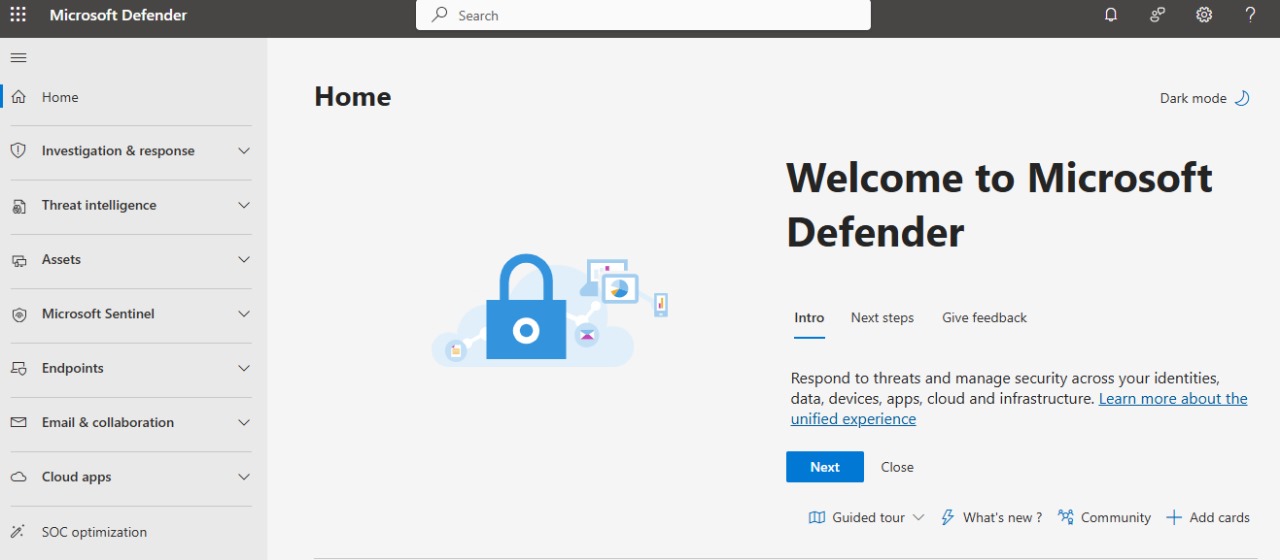 Microsoft Defender
Search
Home
Investigation & response
Threat intelligence
Assets
Microsoft Sentinel
Endpoints
Email & collaboration
Cloud apps
SOC optimization
Home
Dark mode
Welcome to Microsoft
Defender
Intro Next steps Give feedback
Respond to threats and manage security across your identities,
data, devices, apps, cloud and infrastructure. Learn more about the
unified experience
Next Close
Guided tour What's new ? Community Add cards